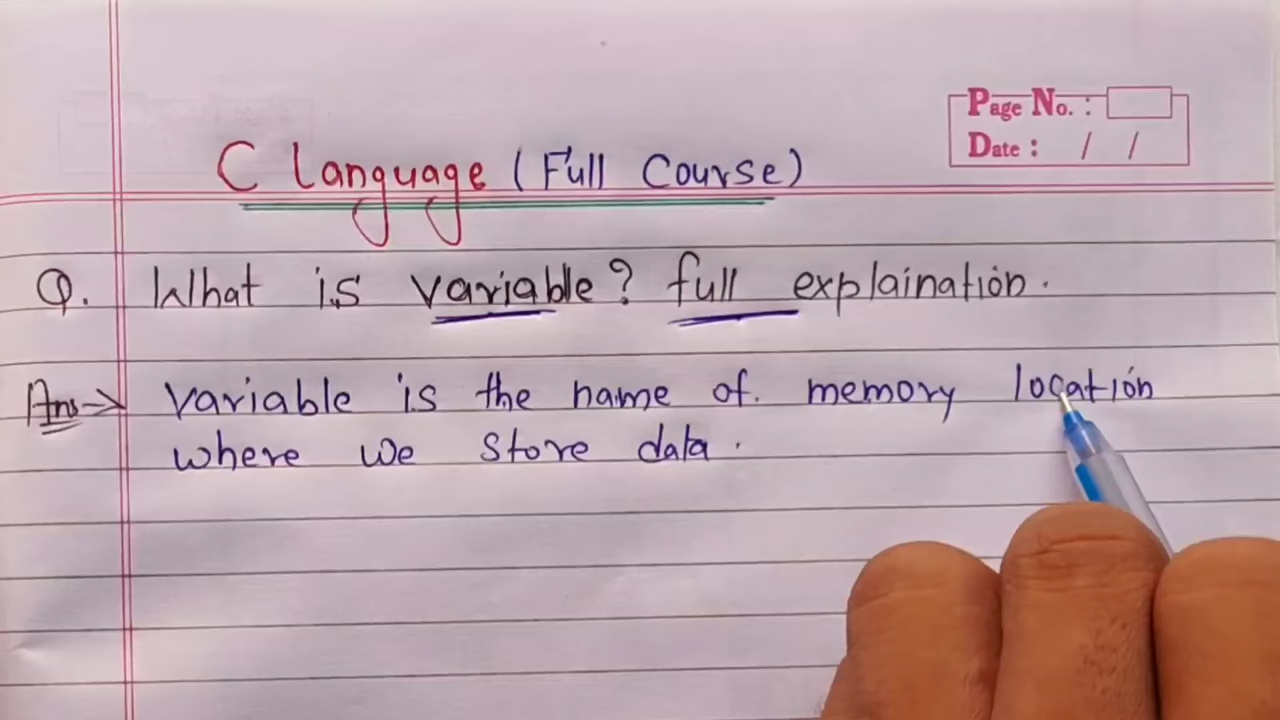 Page No. :
Date : / /
C language (Full Course)
Q. What is variable? full explaination.
Ans-> variable is the name of. memory location
where we store data.